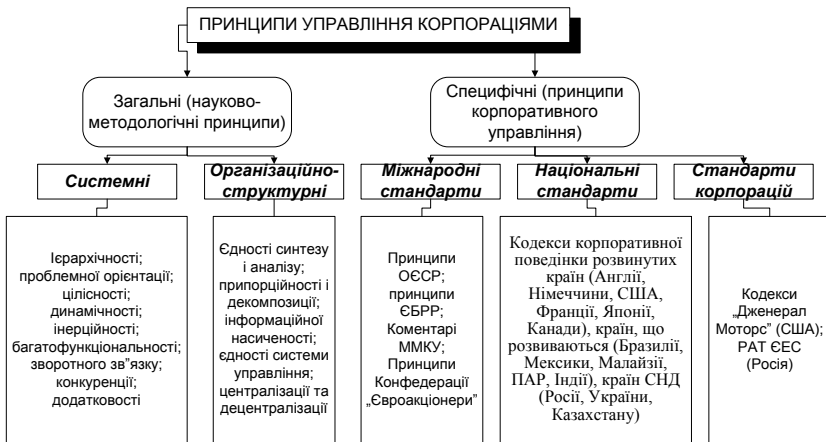 ПРИНЦИПИ УПРАВЛІННЯ КОРПОРАЦІЯМИ
Загальні (науково-
методологічні принципи)
Специфічні (принципи
корпоративного
управління)
Системні
Організаційно-
структурні
Міжнародні
стандарти
Національні
стандарти
Стандарти
корпорацій
Ієрархічності;
проблемної орієнтації;
цілісності;
динамічності;
інерційності;
багатофункціональності;
зворотного зв"язку;
конкуренції;
додатковості
Єдності синтезу
і аналізу;
припорційності і
декомпозиції;
інформаційної
насиченості;
єдності системи
управління;
централізації та
децентралізації
Принципи
ОЄСР;
принципи
ЄБРР;
Коментарі
ММКУ;
Принципи
Конфедерації
„Євроакціонери”
Кодекси корпоративної
поведінки розвинутих
країн (Англії,
Німеччини, США,
Франції, Японії,
Канади), країн, що
розвиваються (Бразилії,
Мексики, Малайзії,
ПАР, Індії), країн СНД
(Росії, України,
Казахстану)
Кодекси
„Дженерал
Моторс” (США);
РАТ ЄЕС
(Росія)